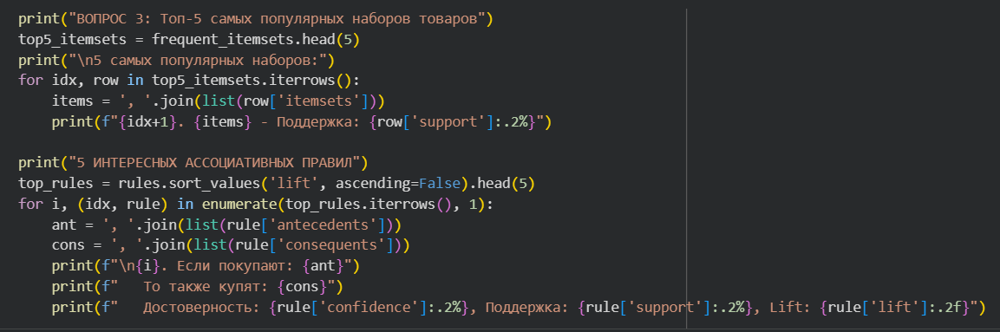 print("ВОПРОС 3: Топ-5 самых популярных наборов товаров")
top5_itemsets = frequent_itemsets.head(5)
print("\n5 самых популярных наборов:")
for idx, row in top5_itemsets.iterrows():
    items = ', '.join(list(row['itemsets']))
    print(f"{idx+1}. {items} - Поддержка: {row['support']:.2%}")

print("5 ИНТЕРЕСНЫХ АССОЦИАТИВНЫХ ПРАВИЛ")
top_rules = rules.sort_values('lift', ascending=False).head(5)
for i, (idx, rule) in enumerate(top_rules.iterrows(), 1):
    ant = ', '.join(list(rule['antecedents']))
    cons = ', '.join(list(rule['consequents']))
    print(f"\n{i}. Если покупают: {ant}")
    print(f"   То также купят: {cons}")
    print(f"   Достоверность: {rule['confidence']:.2%}, Поддержка: {rule['support']:.2%}, Lift: {rule['lift']:.2f}")